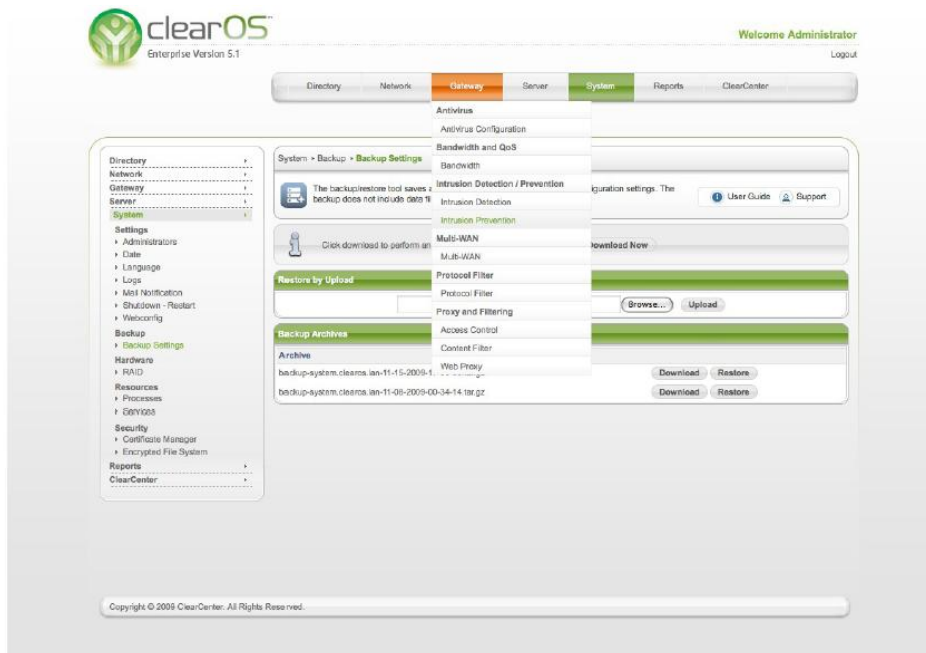 clearOS
Enterprise Version 5.1
Welcome Administrator
Logout
Directory Network Gateway Server System Reports ClearCenter
Antivirus
Antivirus Configuration
Bandwidth and QoS
Bandwidth
Intrusion Detection / Prevention
Intrusion Detection
Intrusion Prevention
Multi-WAN
Multi-WAN
Protocol Filter
Protocol Filter
Proxy and Filtering
Access Control
Content Filter
Web Proxy
Directory
Network
Gateway
Server
System
Settings
Administrators
Date
Language
Logs
Mail Notification
Shutdown - Restart
Webconfig
Backup
Backup Settings
Hardware
RAID
Resources
Processes
Services
Security
Certificate Manager
Encrypted File System
Reports
ClearCenter
System Backup Backup Settings
The backup/restore tool saves settings. The
backup does not include data
User Guide Support
Click download to perform an Download Now
Restore by Upload
Browse... Upload
Backup Archives
Archive
backup-system.clearos.lan-11-15-2009-1
Download Restore
backup-system.clearos.lan-11-08-2009-00-34-14.tar.gz
Download Restore
Copyright © 2009 ClearCenter. All Rights Reserved.